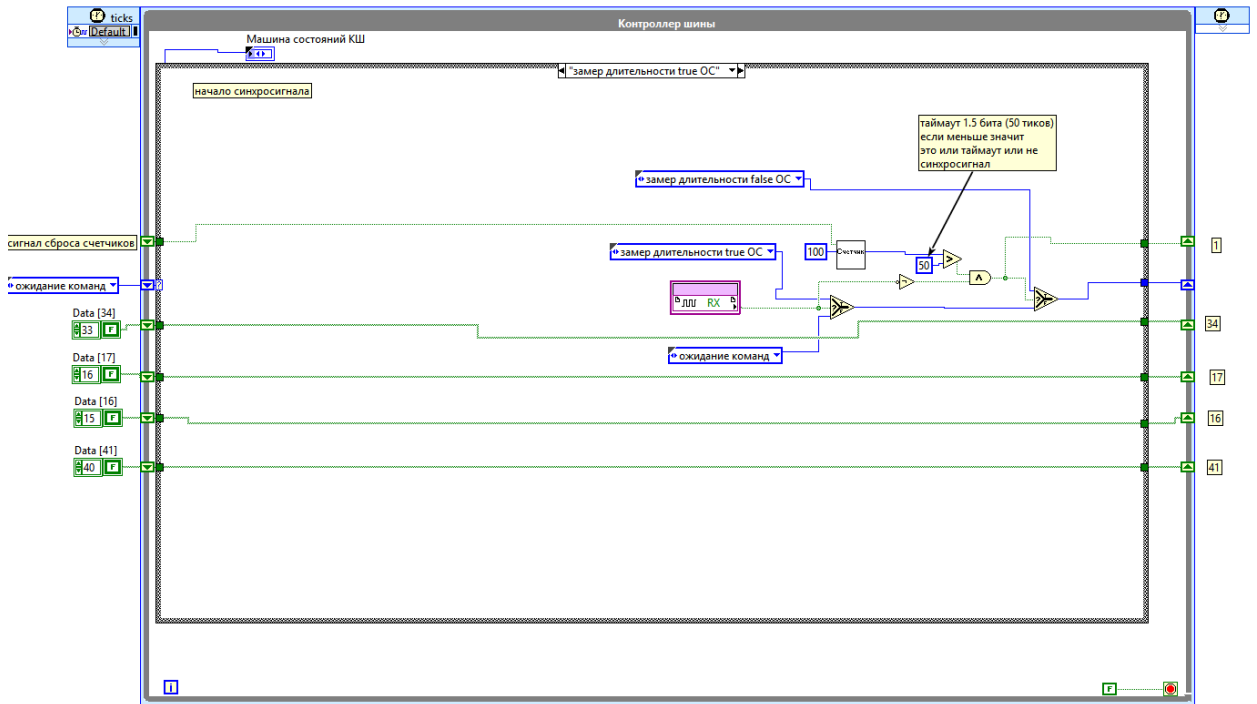 ticks
Default
Контроллер шины
Машина состояний КШ
"замер длительности true ОС"
начало синхросигнала
таймаут 1.5 бита (50 тиков)
если меньше значит
это или таймаут или не
синхросигнал
замер длительности false ОС
сигнал сброса счетчиков
замер длительности true ОС
100
Счетчик
50
>
1
ожидание команд
?
RX
Data [34]
33
F
34
ожидание команд
Data [17]
16
F
17
Data [16]
15
F
16
Data [41]
40
F
41
i
F